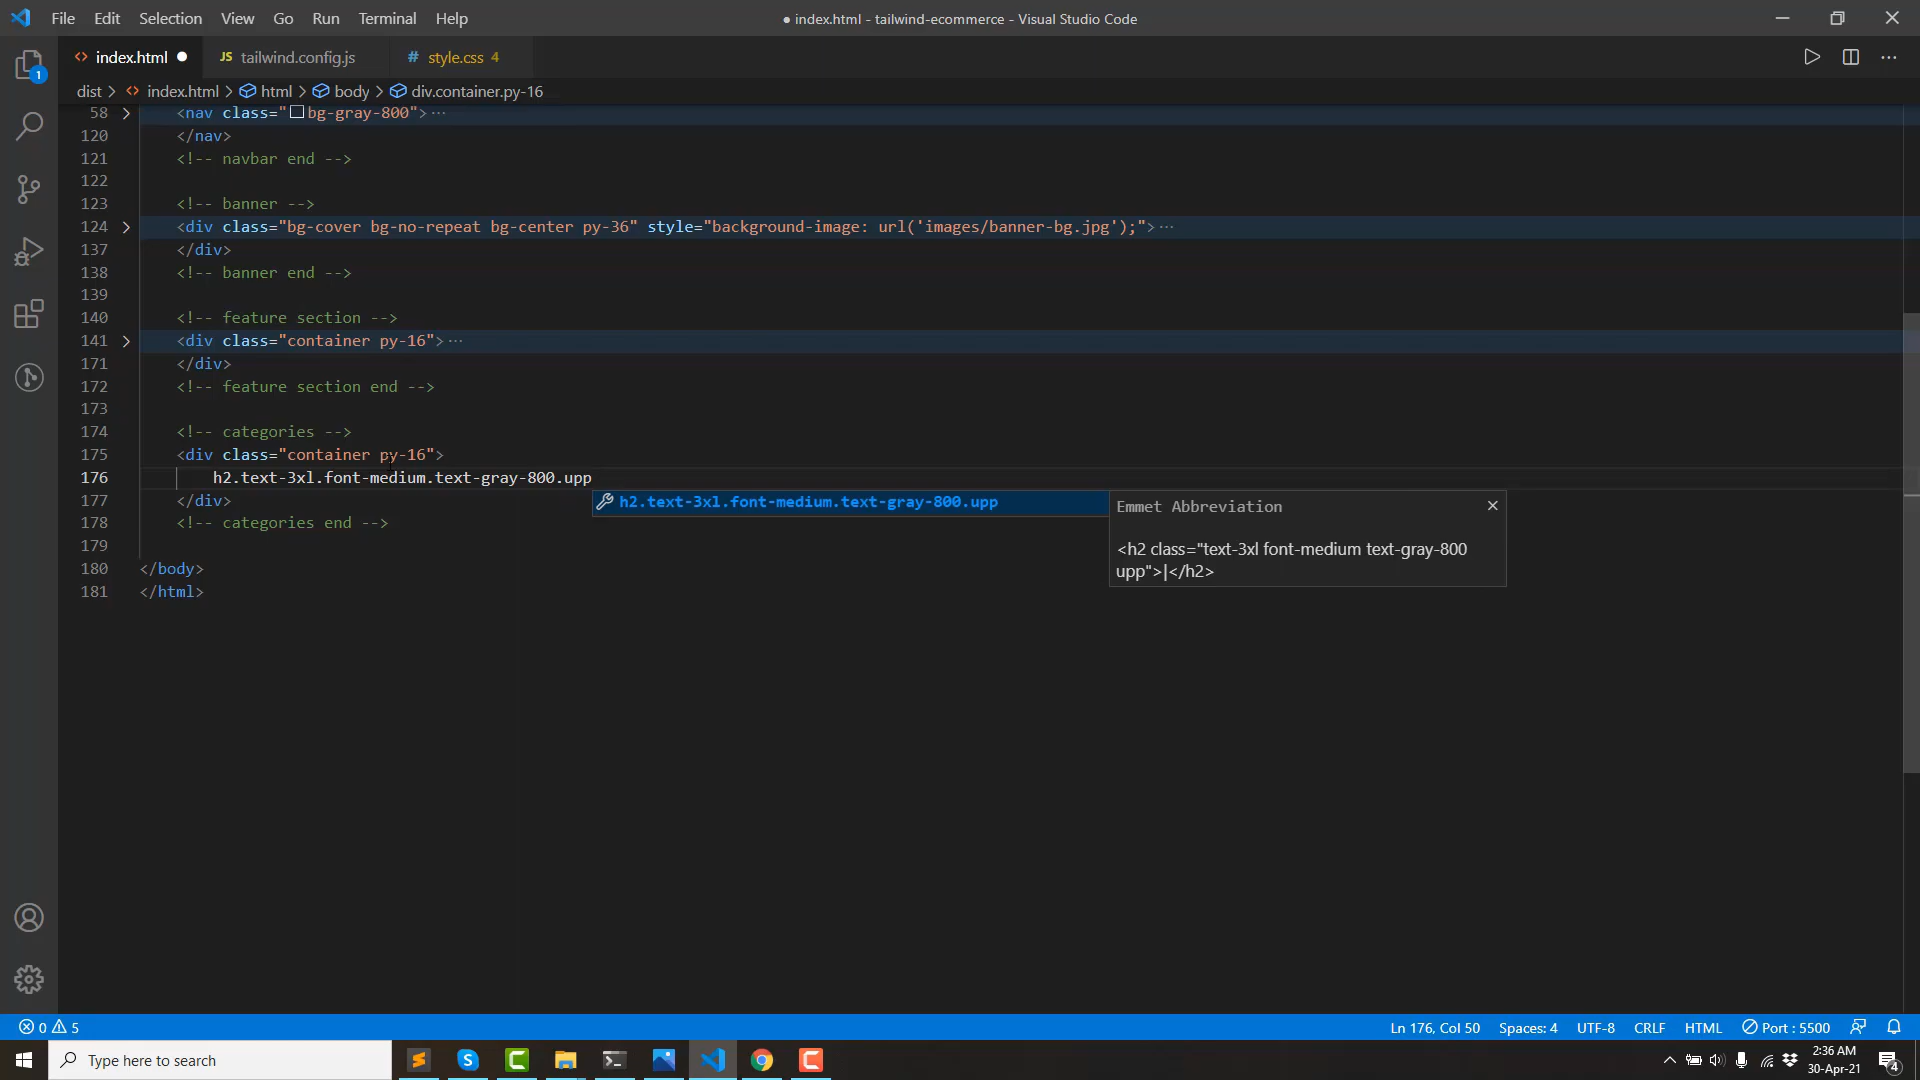 File Edit Selection View Go Run Terminal Help
● index.html - tailwind-ecommerce - Visual Studio Code
<> index.html ● JS tailwind.config.js # style.css 4
1
dist > <> index.html > html > body > div.container.py-16
58 > <nav class="bg-gray-800">···
120 </nav>
121 <!-- navbar end -->
122
123 <!-- banner -->
124 > <div class="bg-cover bg-no-repeat bg-center py-36" style="background-image: url('images/banner-bg.jpg');">···
137 </div>
138 <!-- banner end -->
139
140 <!-- feature section -->
141 > <div class="container py-16">···
171 </div>
172 <!-- feature section end -->
173
174 <!-- categories -->
175 <div class="container py-16">
176 h2.text-3xl.font-medium.text-gray-800.upp
177 </div>
h2.text-3xl.font-medium.text-gray-800.upp
Emmet Abbreviation
178 <!-- categories end -->
179
<h2 class="text-3xl font-medium text-gray-800
upp">|</h2>
180 </body>
181 </html>
0 5
Ln 176, Col 50 Spaces: 4 UTF-8 CRLF HTML Port : 5500
Type here to search
2:36 AM
30-Apr-21
4